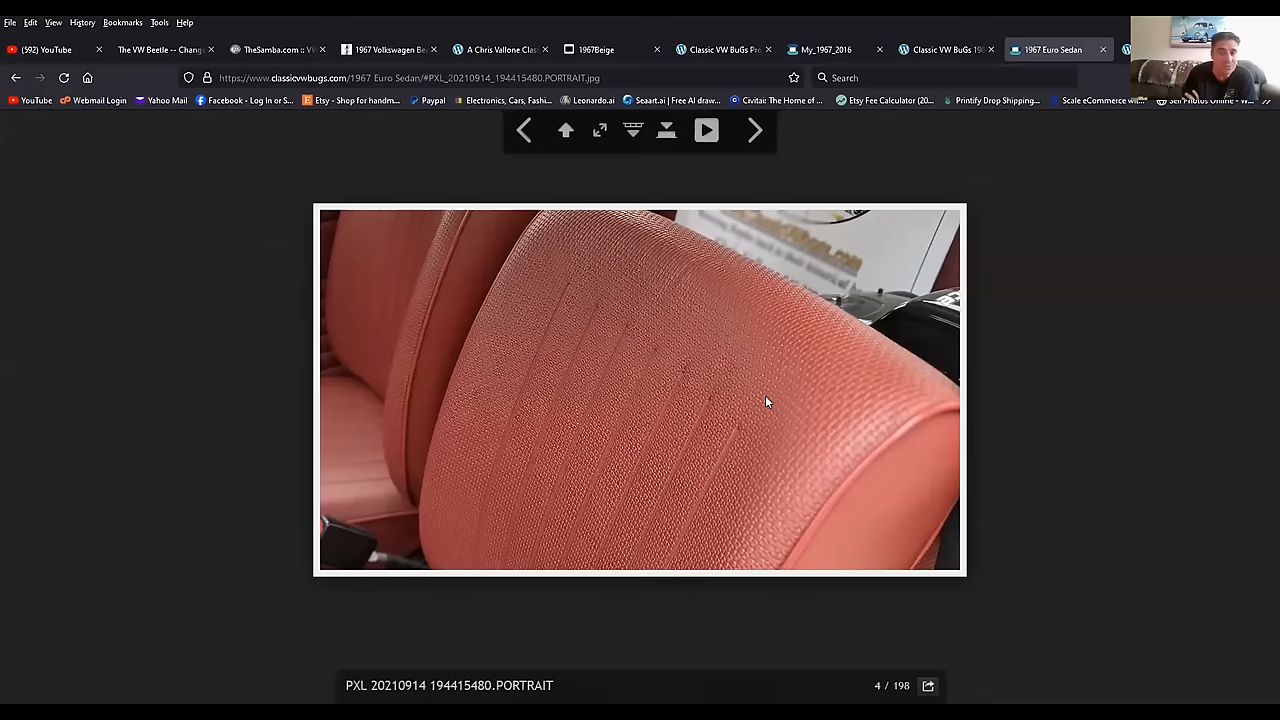 File Edit View History Bookmarks Tools Help
(592) YouTube
The VW Beetle -- Chang
TheSamba.com :: V
1967 Volkswagen Be
A Chris Vallone Clas
1967Beige
Classic VW BuGs Pr
My_1967_2016
Classic VW BuGs 19
1967 Euro Sedan
https://www.classicvwbugs.com/1967 Euro Sedan/#PXL_20210914_194415480.PORTRAIT.jpg
Search
YouTube
Webmail Login
Yahoo Mail
Facebook - Log In or S...
Etsy - Shop for handm...
Paypal
Electronics, Cars, Fashi...
Leonardo.ai
Seaart.ai | Free AI draw...
Civitai: The Home of ...
Etsy Fee Calculator (20...
Printify Drop Shipping...
Scale eCommerce wi...
Sell Photos Online - W...
PXL 20210914 194415480.PORTRAIT
4 / 198